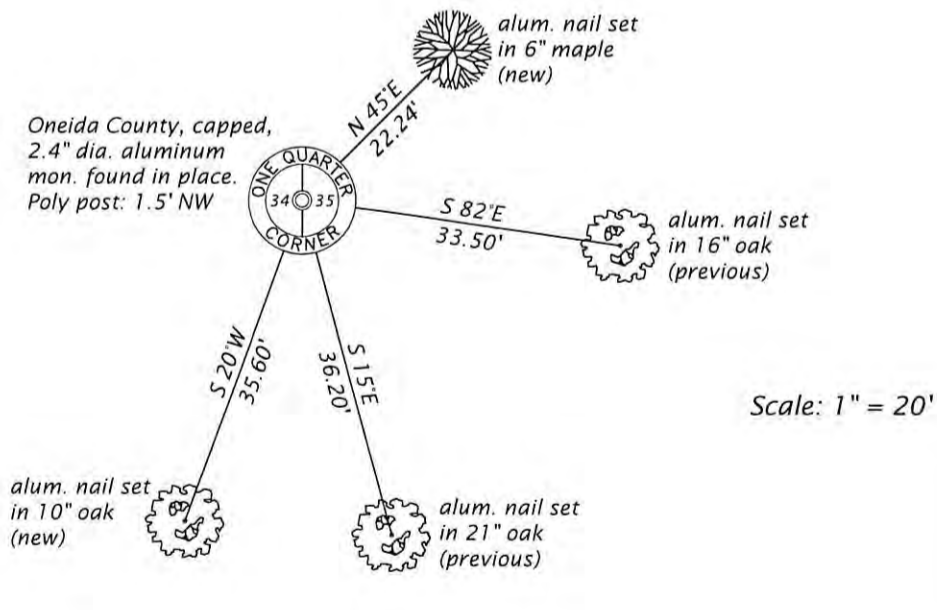 alum. nail set
in 6" maple
(new)
N 45°E
22.24'
Oneida County, capped,
2.4" dia. aluminum
mon. found in place.
Poly post: 1.5' NW
ONE QUARTER
34 35
CORNER
S 82°E
33.50'
alum. nail set
in 16" oak
(previous)
S 20°W
35.60'
S 15°E
36.20'
Scale: 1" = 20'
alum. nail set
in 10" oak
(new)
alum. nail set
in 21" oak
(previous)